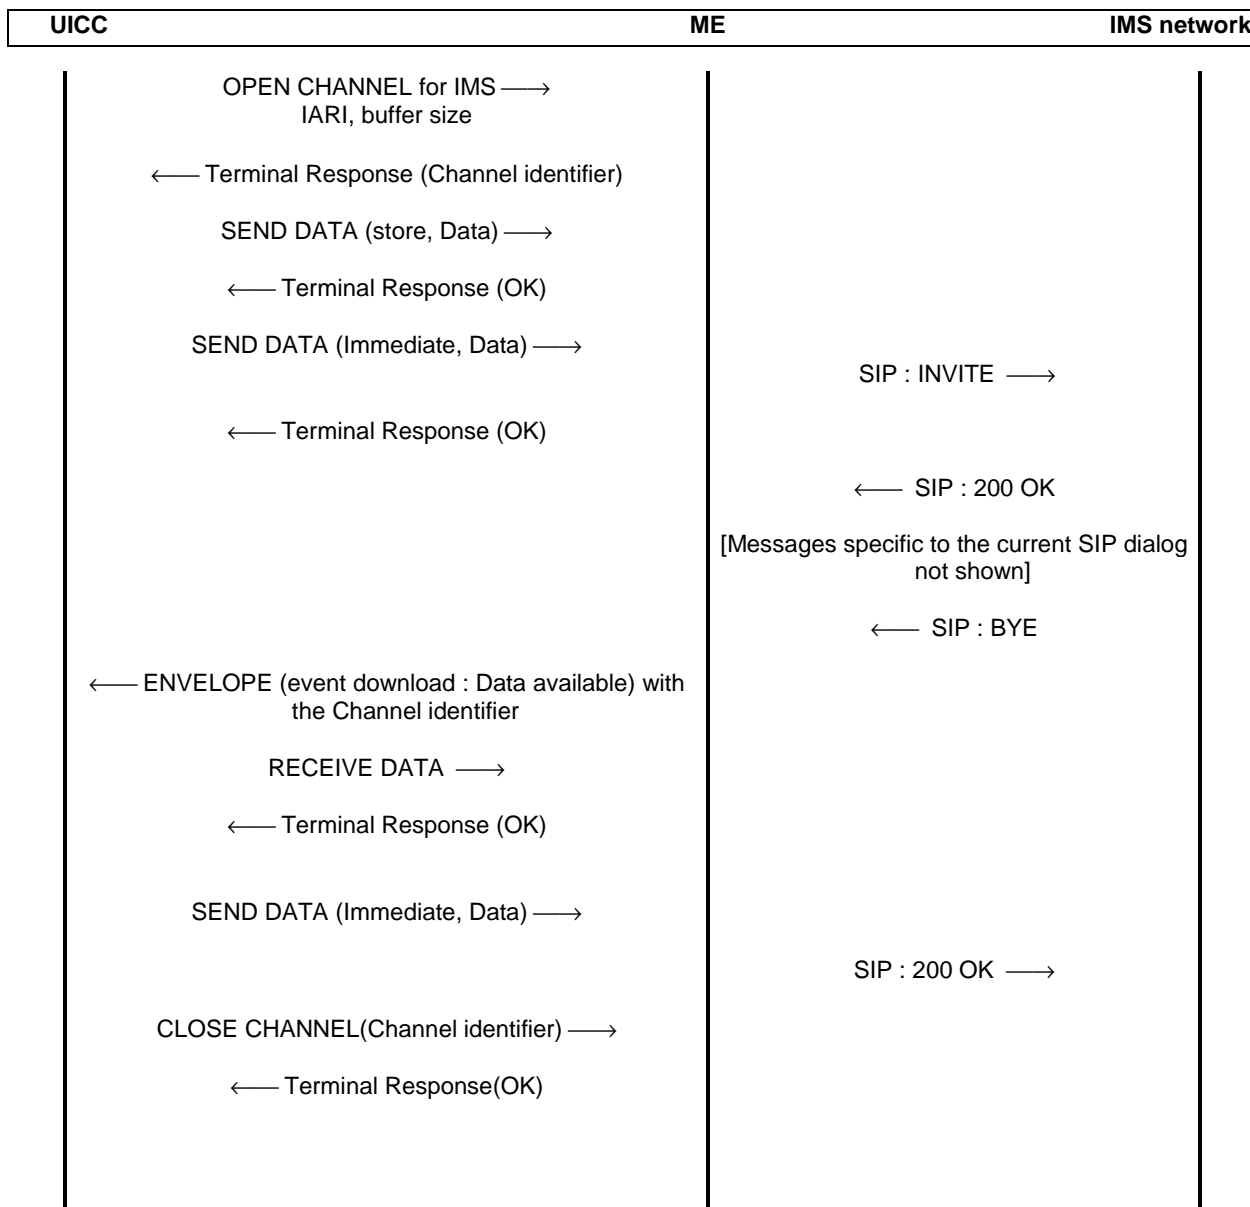 UICC ME IMS network
OPEN CHANNEL for IMS ⟶
IARI, buffer size
⟵ Terminal Response (Channel identifier)
SEND DATA (store, Data) ⟶
⟵ Terminal Response (OK)
SEND DATA (Immediate, Data) ⟶
SIP : INVITE ⟶
⟵ Terminal Response (OK)
⟵ SIP : 200 OK
[Messages specific to the current SIP dialog
not shown]
⟵ SIP : BYE
⟵ ENVELOPE (event download : Data available) with
the Channel identifier
RECEIVE DATA ⟶
⟵ Terminal Response (OK)
SEND DATA (Immediate, Data) ⟶
SIP : 200 OK ⟶
CLOSE CHANNEL(Channel identifier) ⟶
⟵ Terminal Response(OK)